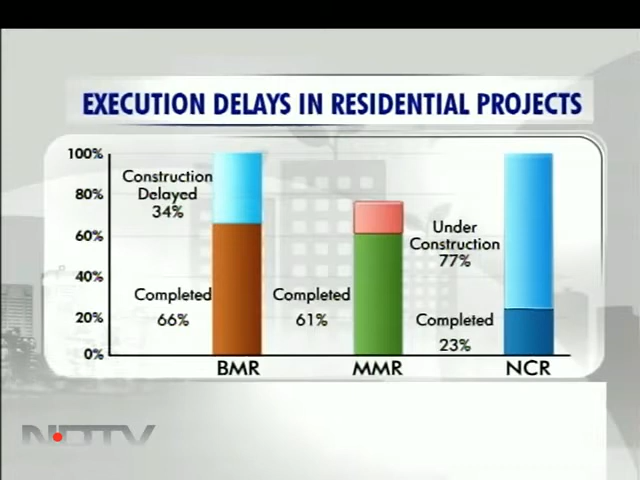 EXECUTION DELAYS IN RESIDENTIAL PROJECTS
100%
80%
60%
40%
20%
0%
Construction
Delayed
34%
Completed
66%
Completed
61%
Under
Construction
77%
Completed
23%
BMR
MMR
NCR
NDTV